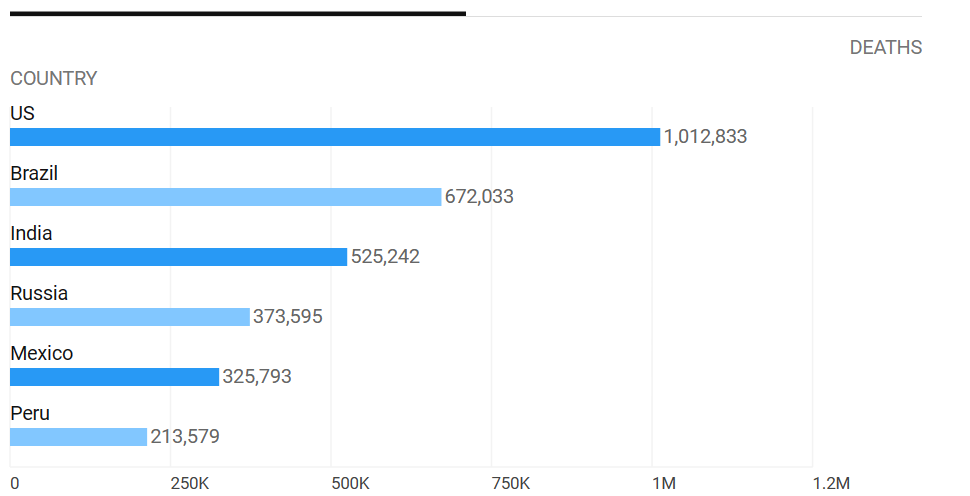 DEATHS
COUNTRY
US
1,012,833
Brazil
672,033
India
525,242
Russia
373,595
Mexico
325,793
Peru
213,579
0 250K 500K 750K 1M 1.2M